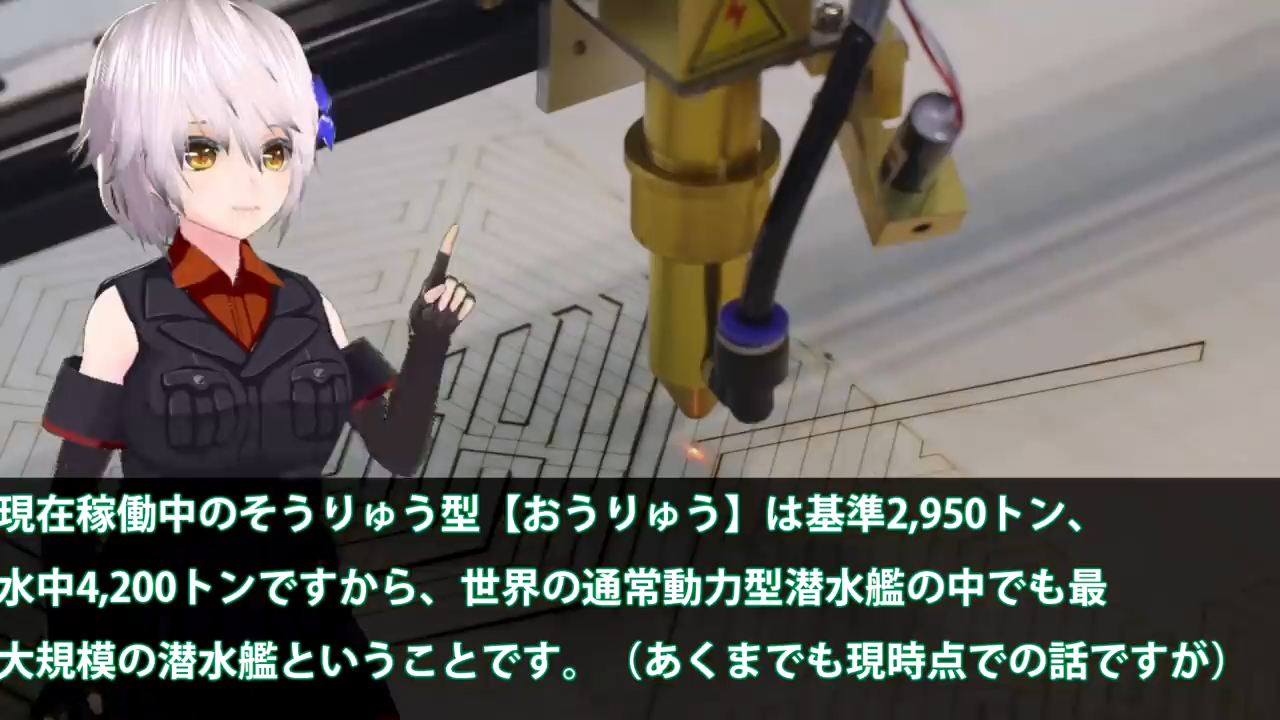 現在稼働中のそうりゅう型【おうりゅう】は基準2,950トン、
水中4,200トンですから、世界の通常動力型潜水艦の中でも最
大規模の潜水艦ということです。（あくまでも現時点での話ですが）